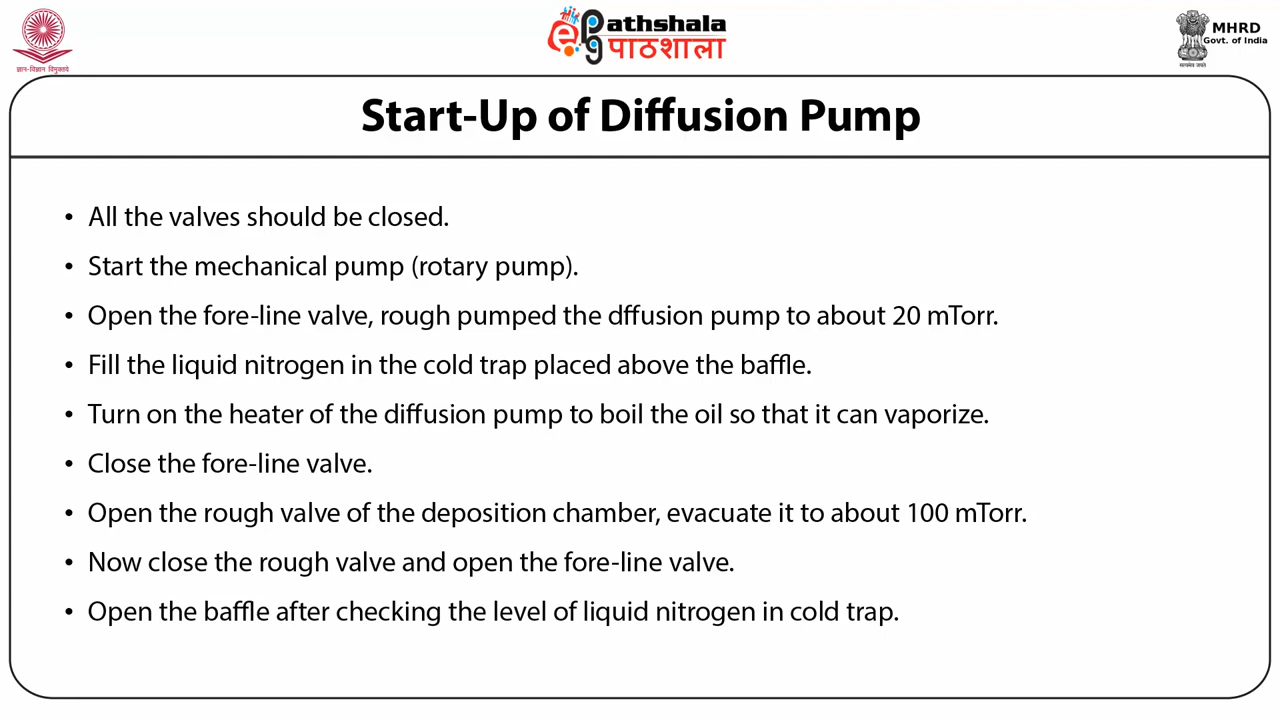 ज्ञान-विज्ञान विमुक्तये
ePathshala
पाठशाला
MHRD
Govt. of India
सत्यमेव जयते
Start-Up of Diffusion Pump
• All the valves should be closed.
• Start the mechanical pump (rotary pump).
• Open the fore-line valve, rough pumped the dffusion pump to about 20 mTorr.
• Fill the liquid nitrogen in the cold trap placed above the baffle.
• Turn on the heater of the diffusion pump to boil the oil so that it can vaporize.
• Close the fore-line valve.
• Open the rough valve of the deposition chamber, evacuate it to about 100 mTorr.
• Now close the rough valve and open the fore-line valve.
• Open the baffle after checking the level of liquid nitrogen in cold trap.